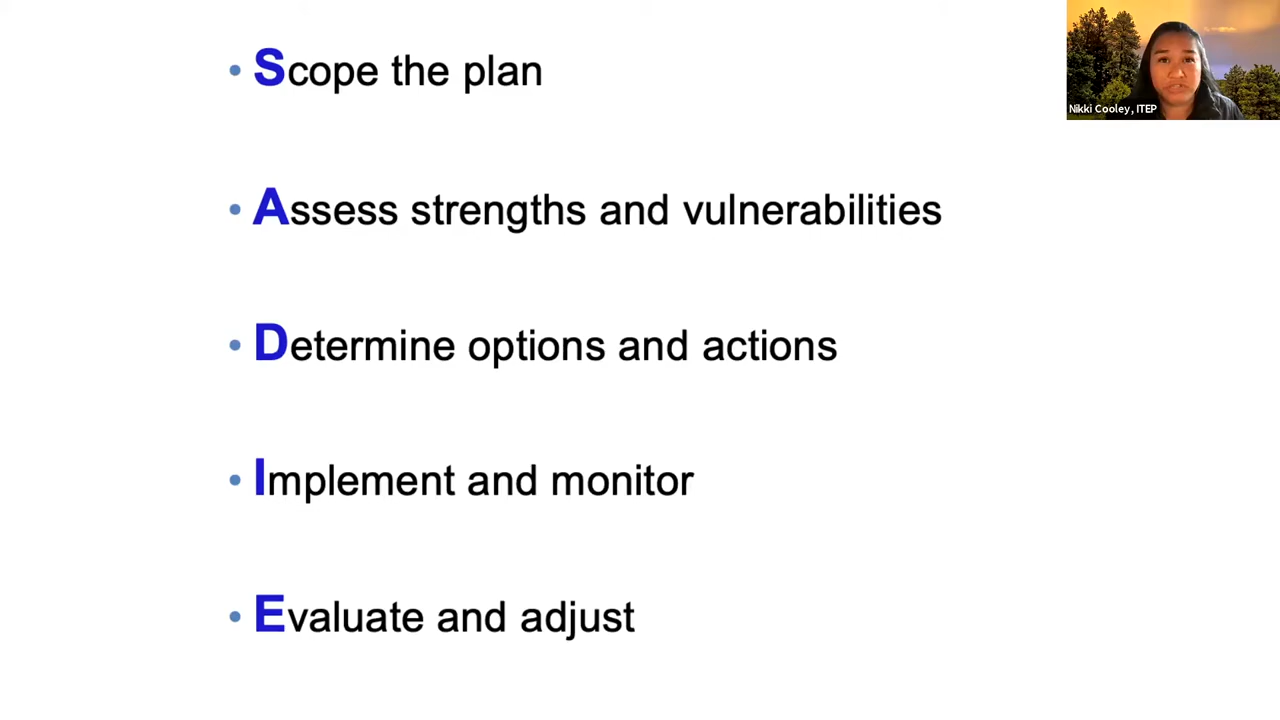 • Scope the plan
Nikki Cooley, ITEP
• Assess strengths and vulnerabilities
• Determine options and actions
• Implement and monitor
• Evaluate and adjust